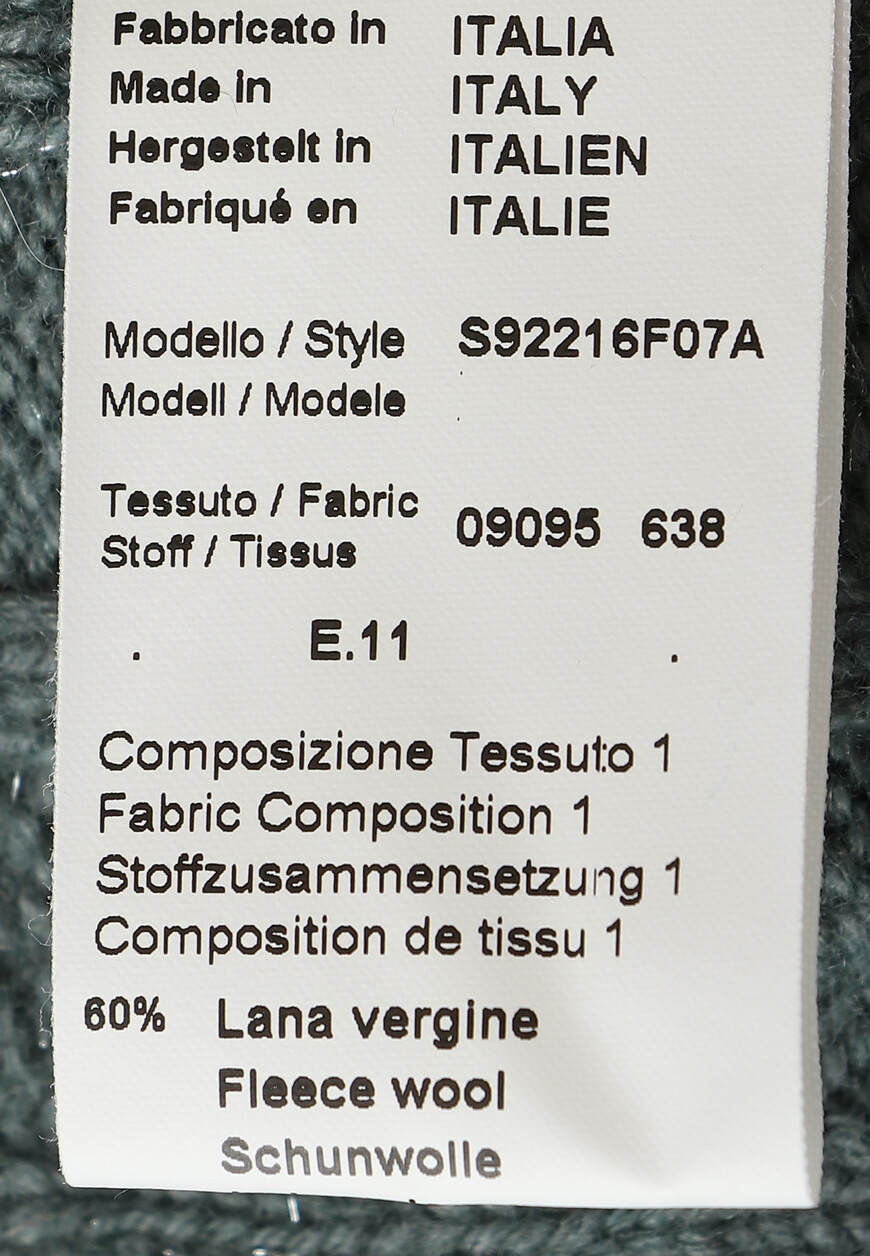 Fabbricato in ITALIA
Made in ITALY
Hergestelt in ITALIEN
Fabriqué en ITALIE
Modello / Style S92216F07A
Modell / Modele
Tessuto / Fabric 09095 638
Stoff / Tissus
. E.11 .
Composizione Tessuto 1
Fabric Composition 1
Stoffzusammensetzung 1
Composition de tissu 1
60% Lana vergine
Fleece wool
Schunwolle